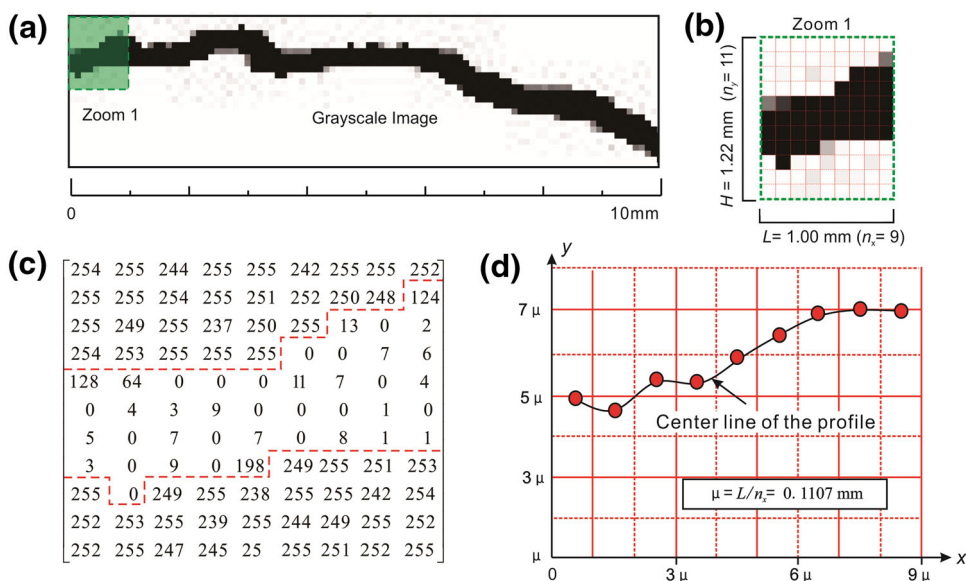 (a)
Zoom 1
Grayscale Image
0
10mm
(b)
Zoom 1
H = 1.22 mm (nᵧ= 11)
L= 1.00 mm (nₓ= 9)
(c)
254 255 244 255 255 242 255 255 252
255 255 254 255 251 252 250 248 124
255 249 255 237 250 255 13 0 2
254 253 255 255 255 0 0 7 6
128 64 0 0 0 11 7 0 4
0 4 3 9 0 0 0 1 0
5 0 7 0 7 0 8 1 1
3 0 9 0 198 249 255 251 253
255 0 249 255 238 255 255 242 254
252 253 255 239 255 244 249 255 252
252 255 247 245 25 255 251 252 255
(d)
y
7 μ
5 μ
Center line of the profile
3 μ
μ = L/nₓ= 0.1107 mm
μ
0
3 μ
6 μ
9 μ
x